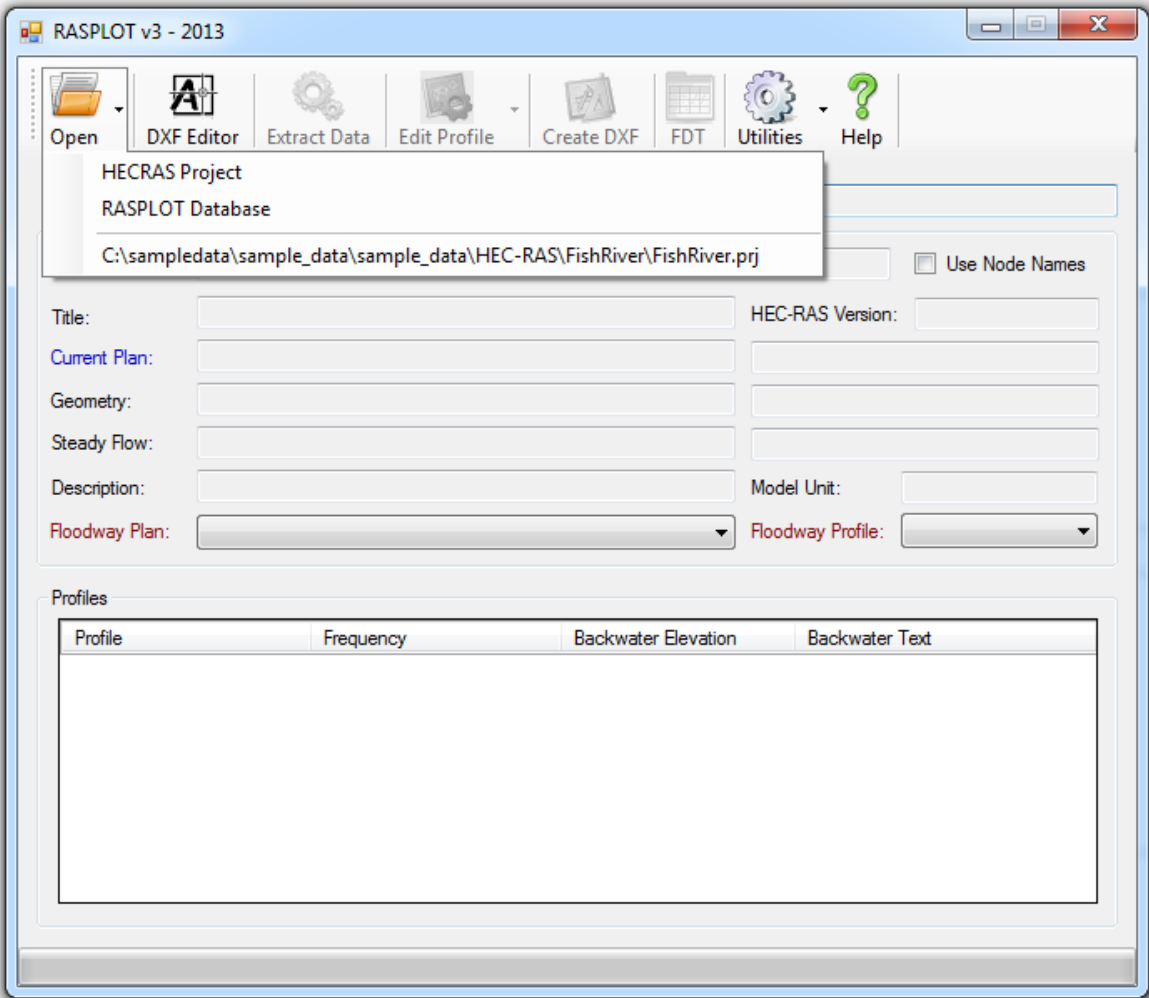 RASPLOT v3 - 2013
Open DXF Editor Extract Data Edit Profile Create DXF FDT Utilities Help
HECRAS Project
RASPLOT Database
C:\sampledata\sample_data\sample_data\HEC-RAS\FishRiver\FishRiver.prj
Use Node Names
Title: HEC-RAS Version:
Current Plan:
Geometry:
Steady Flow:
Description: Model Unit:
Floodway Plan: Floodway Profile:
Profiles
Profile Frequency Backwater Elevation Backwater Text